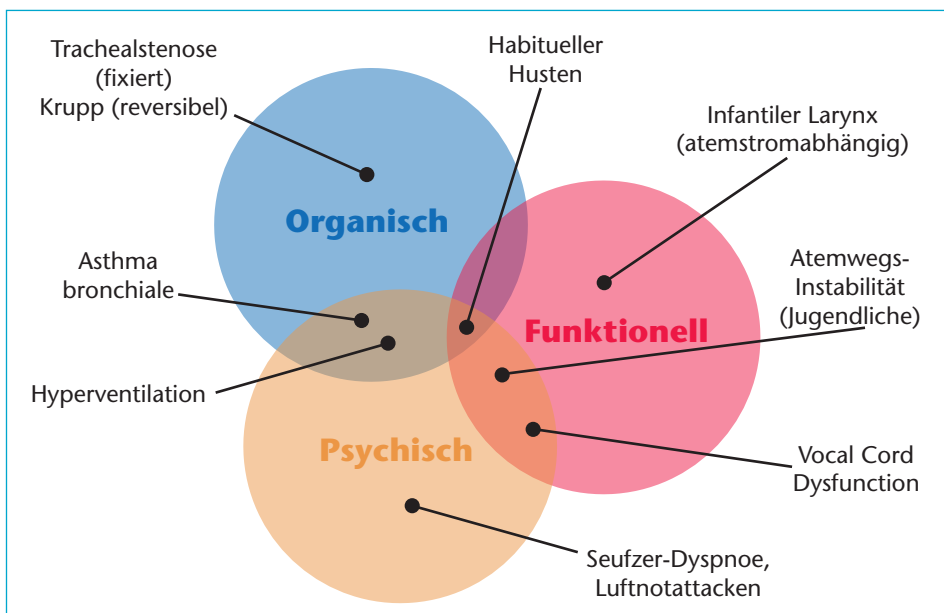 Trachealstenose
(fixiert)
Krupp (reversibel)
Habitueller
Husten
Infantiler Larynx
(atemstromabhängig)
Organisch
Asthma
bronchiale
Atemwegs-
Instabilität
(Jugendliche)
Funktionell
Hyperventilation
Psychisch
Vocal Cord
Dysfunction
Seufzer-Dyspnoe,
Luftnotattacken